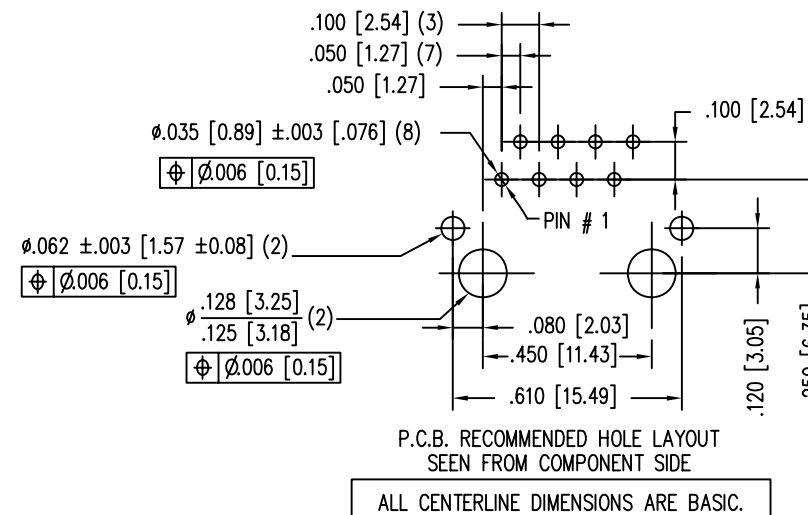 .100 [2.54] (3)
.050 [1.27] (7)
.050 [1.27]
.100 [2.54]
⌀.035 [0.89] ±.003 [.076] (8)
⌖ ⌀.006 [0.15]
PIN # 1
⌀.062 ±.003 [1.57 ±0.08] (2)
⌖ ⌀.006 [0.15]
⌀ .128 [3.25]
.125 [3.18] (2)
⌖ ⌀.006 [0.15]
.080 [2.03]
.450 [11.43]
.610 [15.49]
.120 [3.05]
P.C.B. RECOMMENDED HOLE LAYOUT
SEEN FROM COMPONENT SIDE
ALL CENTERLINE DIMENSIONS ARE BASIC.